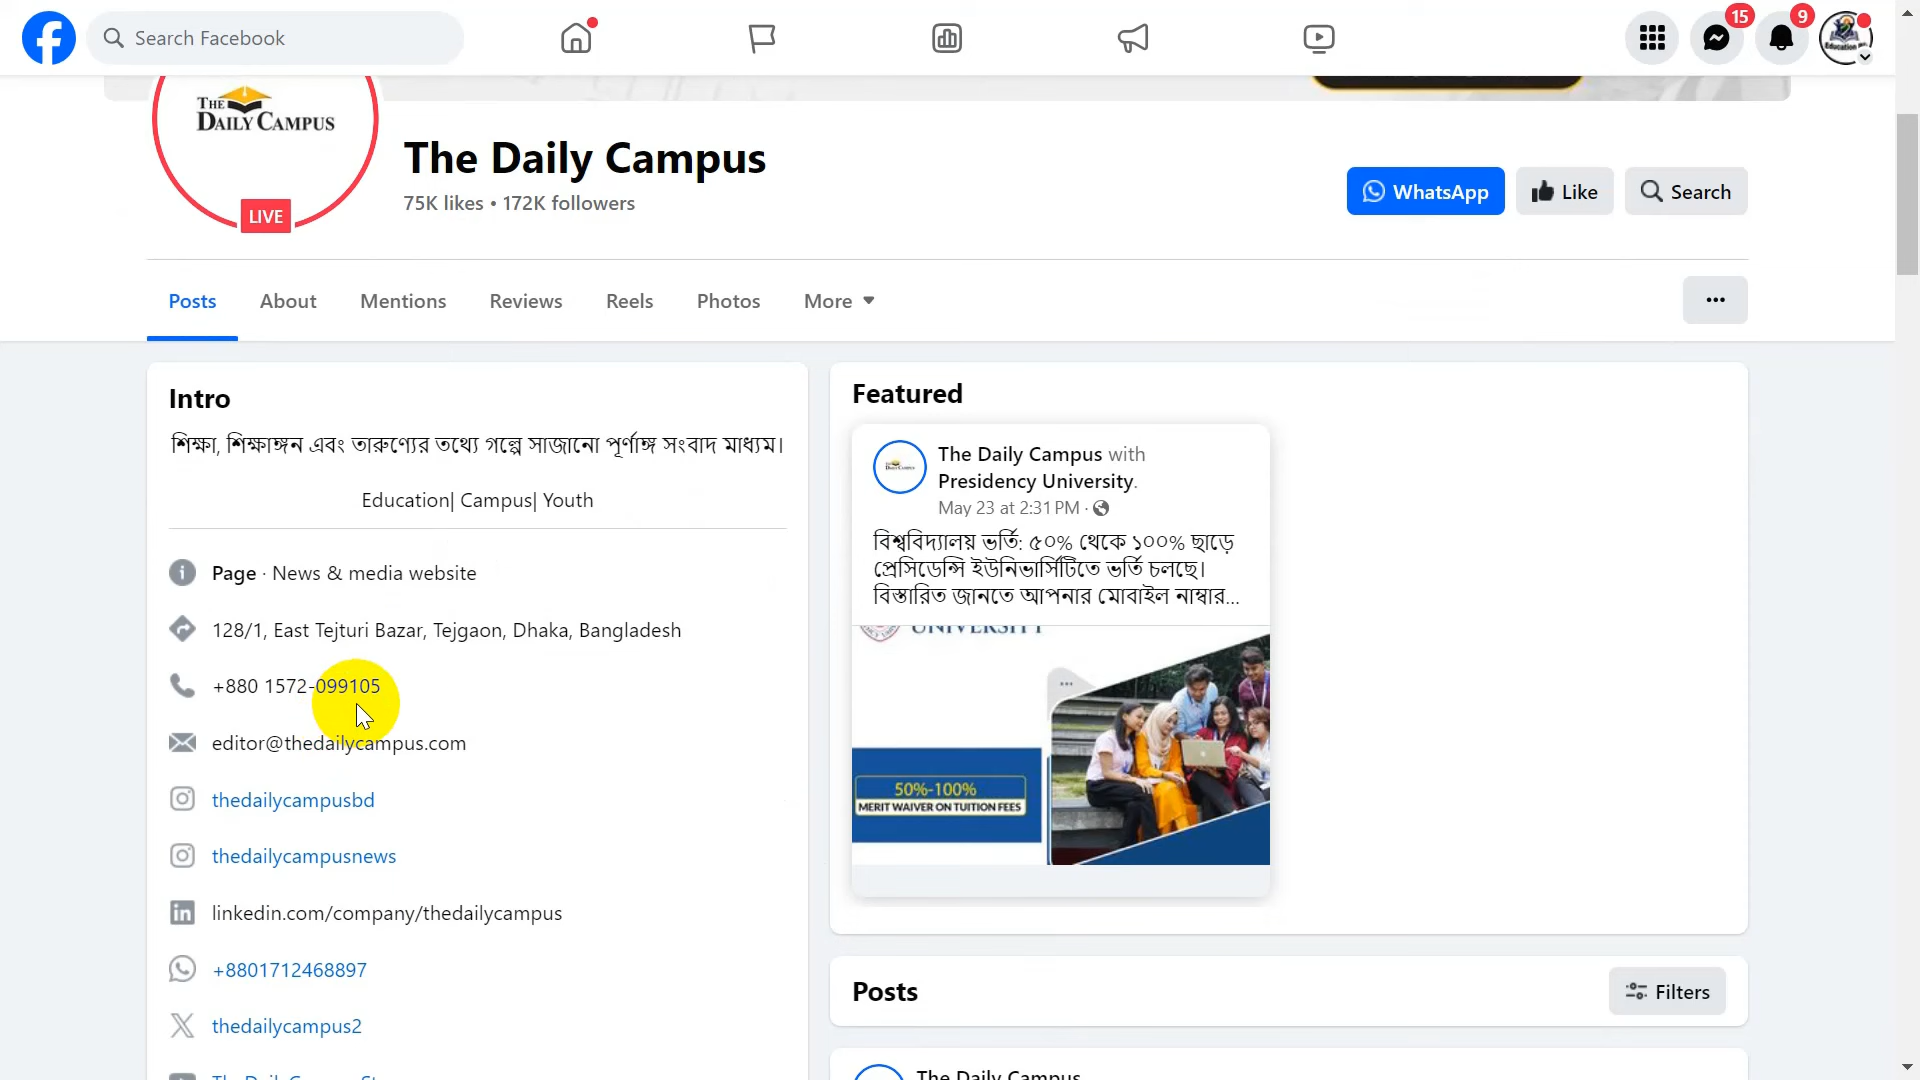 Search Facebook
15
9
THE
DAILY CAMPUS
LIVE
The Daily Campus
75K likes • 172K followers
WhatsApp
Like
Search
Posts
About
Mentions
Reviews
Reels
Photos
More
Intro
শিক্ষা, শিক্ষাঙ্গন এবং তারুণ্যের তথ্যে গল্পে সাজানো পূর্ণাঙ্গ সংবাদ মাধ্যম।
Education| Campus| Youth
Page · News & media website
128/1, East Tejturi Bazar, Tejgaon, Dhaka, Bangladesh
+880 1572-099105
editor@thedailycampus.com
thedailycampusbd
thedailycampusnews
linkedin.com/company/thedailycampus
+8801712468897
thedailycampus2
Featured
The Daily Campus with
Presidency University.
May 23 at 2:31 PM ·
বিশ্ববিদ্যালয় ভর্তি: ৫০% থেকে ১০০% ছাড়ে
প্রেসিডেন্সি ইউনিভার্সিটিতে ভর্তি চলছে।
বিস্তারিত জানতে আপনার মোবাইল নাম্বার...
UNIVERSITY
50%-100%
MERIT WAIVER ON TUITION FEES
Posts
Filters
The Daily Campus